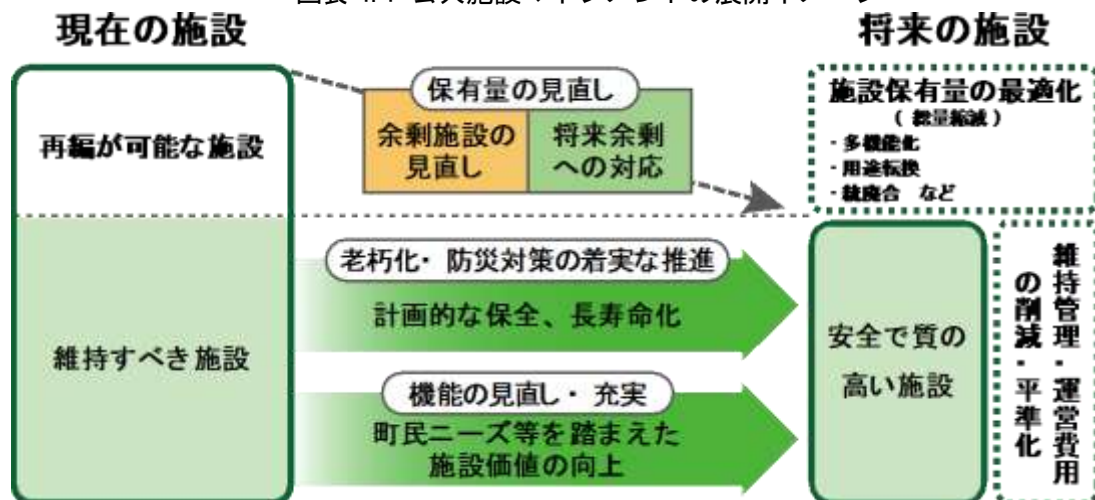 現在の施設
将来の施設
再編が可能な施設
維持すべき施設
保有量の見直し
余剰施設の
見直し
将来余剰
への対応
老朽化・防災対策の着実な推進
計画的な保全、長寿命化
機能の見直し・充実
町民ニーズ等を踏まえた
施設価値の向上
施設保有量の最適化
(総量縮減)
・多機能化
・用途転換
・統廃合 など
安全で質の
高い施設
維持管理・運営費用
の削減・平準化